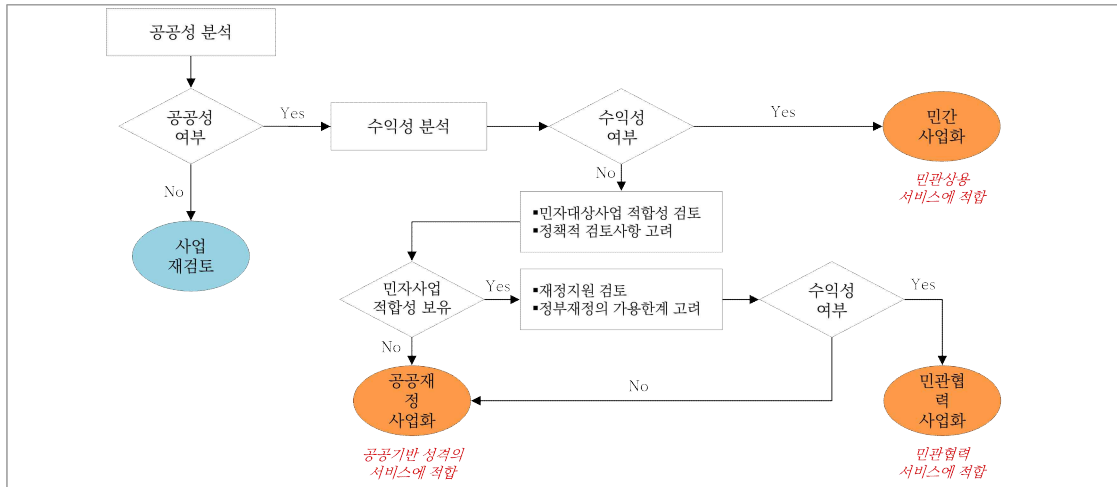 공공성 분석
공공성
여부
Yes
수익성 분석
수익성
여부
Yes
민간
사업화
민관상용
서비스에 적합
No
사업
재검토
No
▪민자대상사업 적합성 검토
▪정책적 검토사항 고려
민자사업
적합성 보유
Yes
▪재정지원 검토
▪정부재정의 가용한계 고려
수익성
여부
Yes
No
공공재
정
사업화
No
민관협
력
사업화
공공기반 성격의
서비스에 적합
민관협력
서비스에 적합